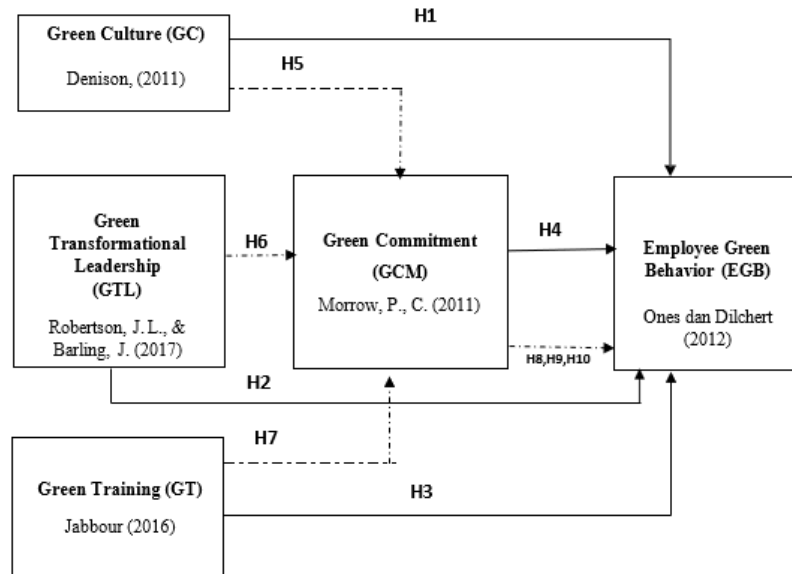 H1
Green Culture (GC)
Denison, (2011)
H5
Green
Transformational
Leadership
(GTL)
Robertson, J. L., &
Barling, J. (2017)
H6
Green Commitment
(GCM)
Morrow, P., C. (2011)
H4
H8,H9,H10
Employee Green
Behavior (EGB)
Ones dan Dilchert
(2012)
H2
H7
Green Training (GT)
Jabbour (2016)
H3